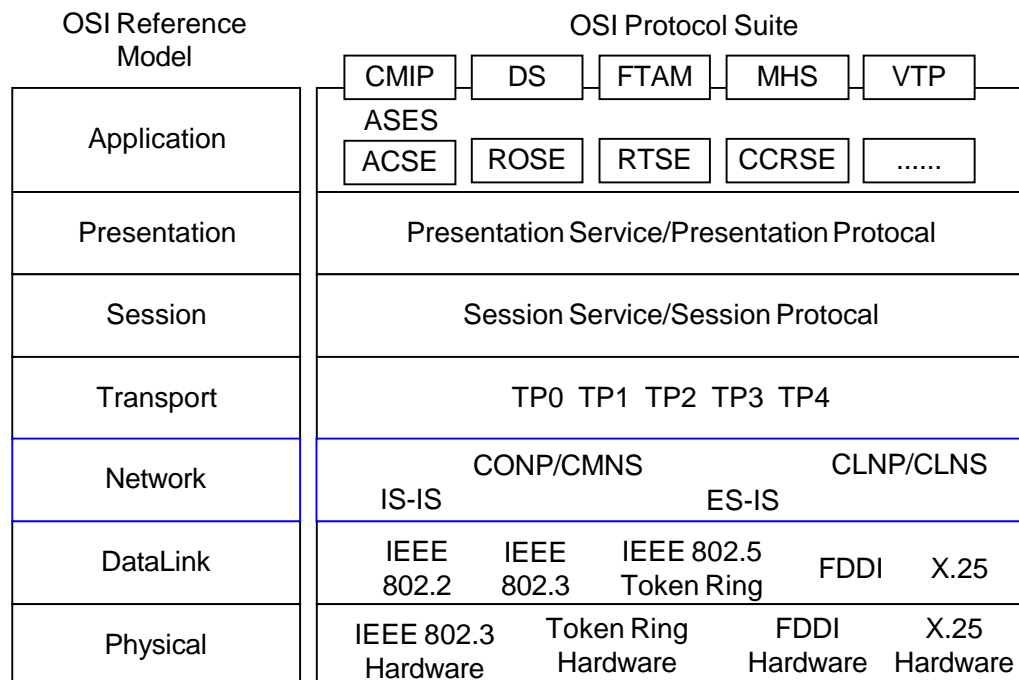 OSI Reference
Model
OSI Protocol Suite
CMIP DS FTAM MHS VTP
Application
ASES
ACSE ROSE RTSE CCRSE ......
Presentation
Presentation Service/Presentation Protocal
Session
Session Service/Session Protocal
Transport
TP0 TP1 TP2 TP3 TP4
Network
CONP/CMNS CLNP/CLNS
IS-IS ES-IS
DataLink
IEEE
802.2
IEEE
802.3
IEEE 802.5
Token Ring
FDDI
X.25
Physical
IEEE 802.3
Hardware
Token Ring
Hardware
FDDI
Hardware
X.25
Hardware